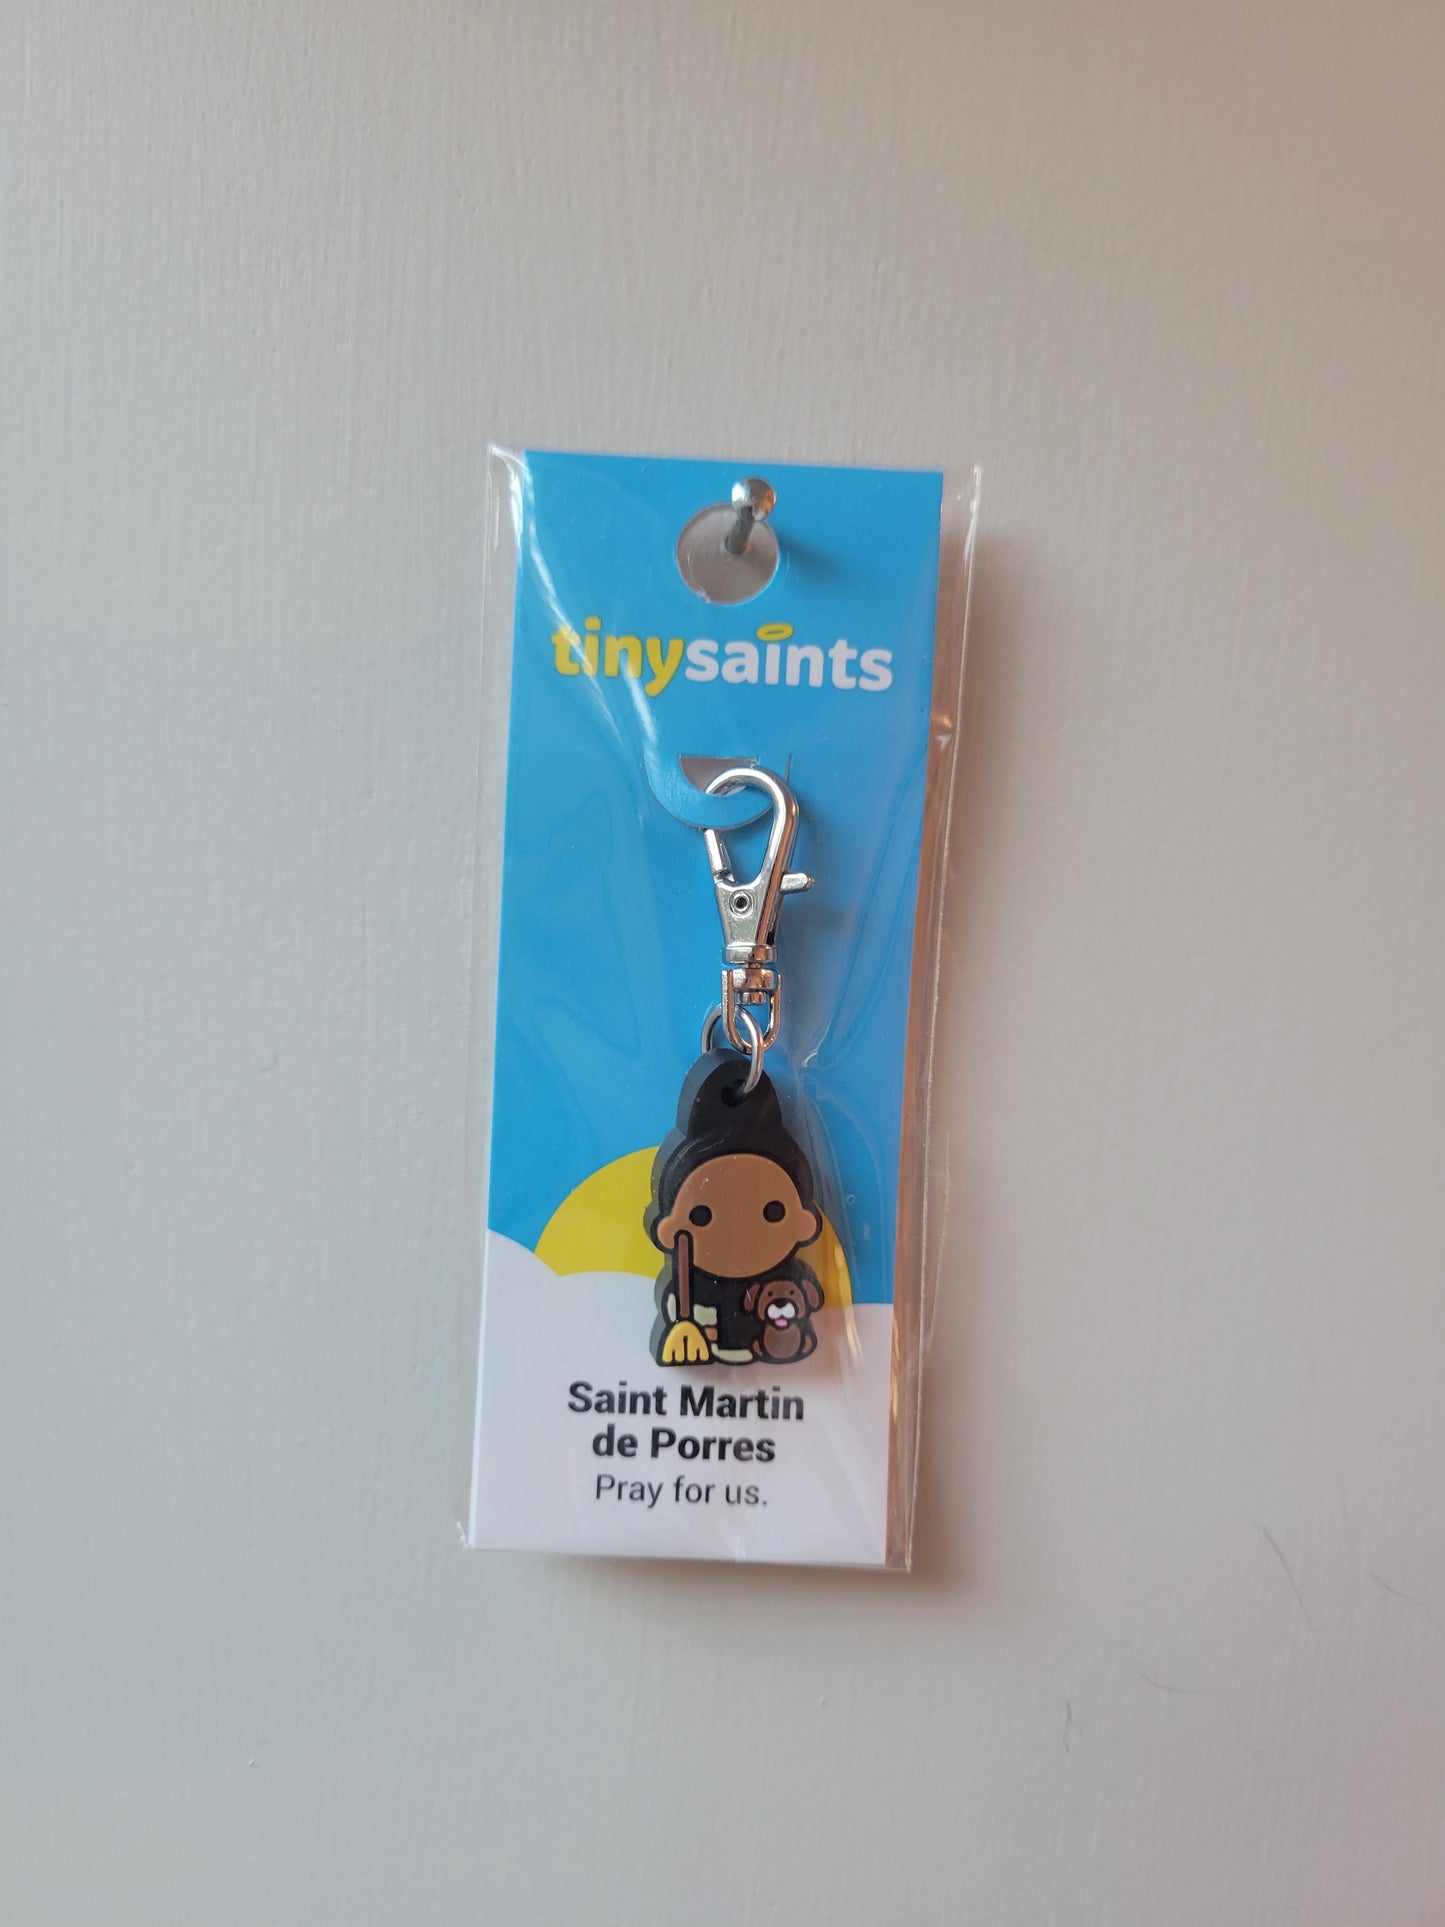 tinysaints
Saint Martin
de Porres
Pray for us.